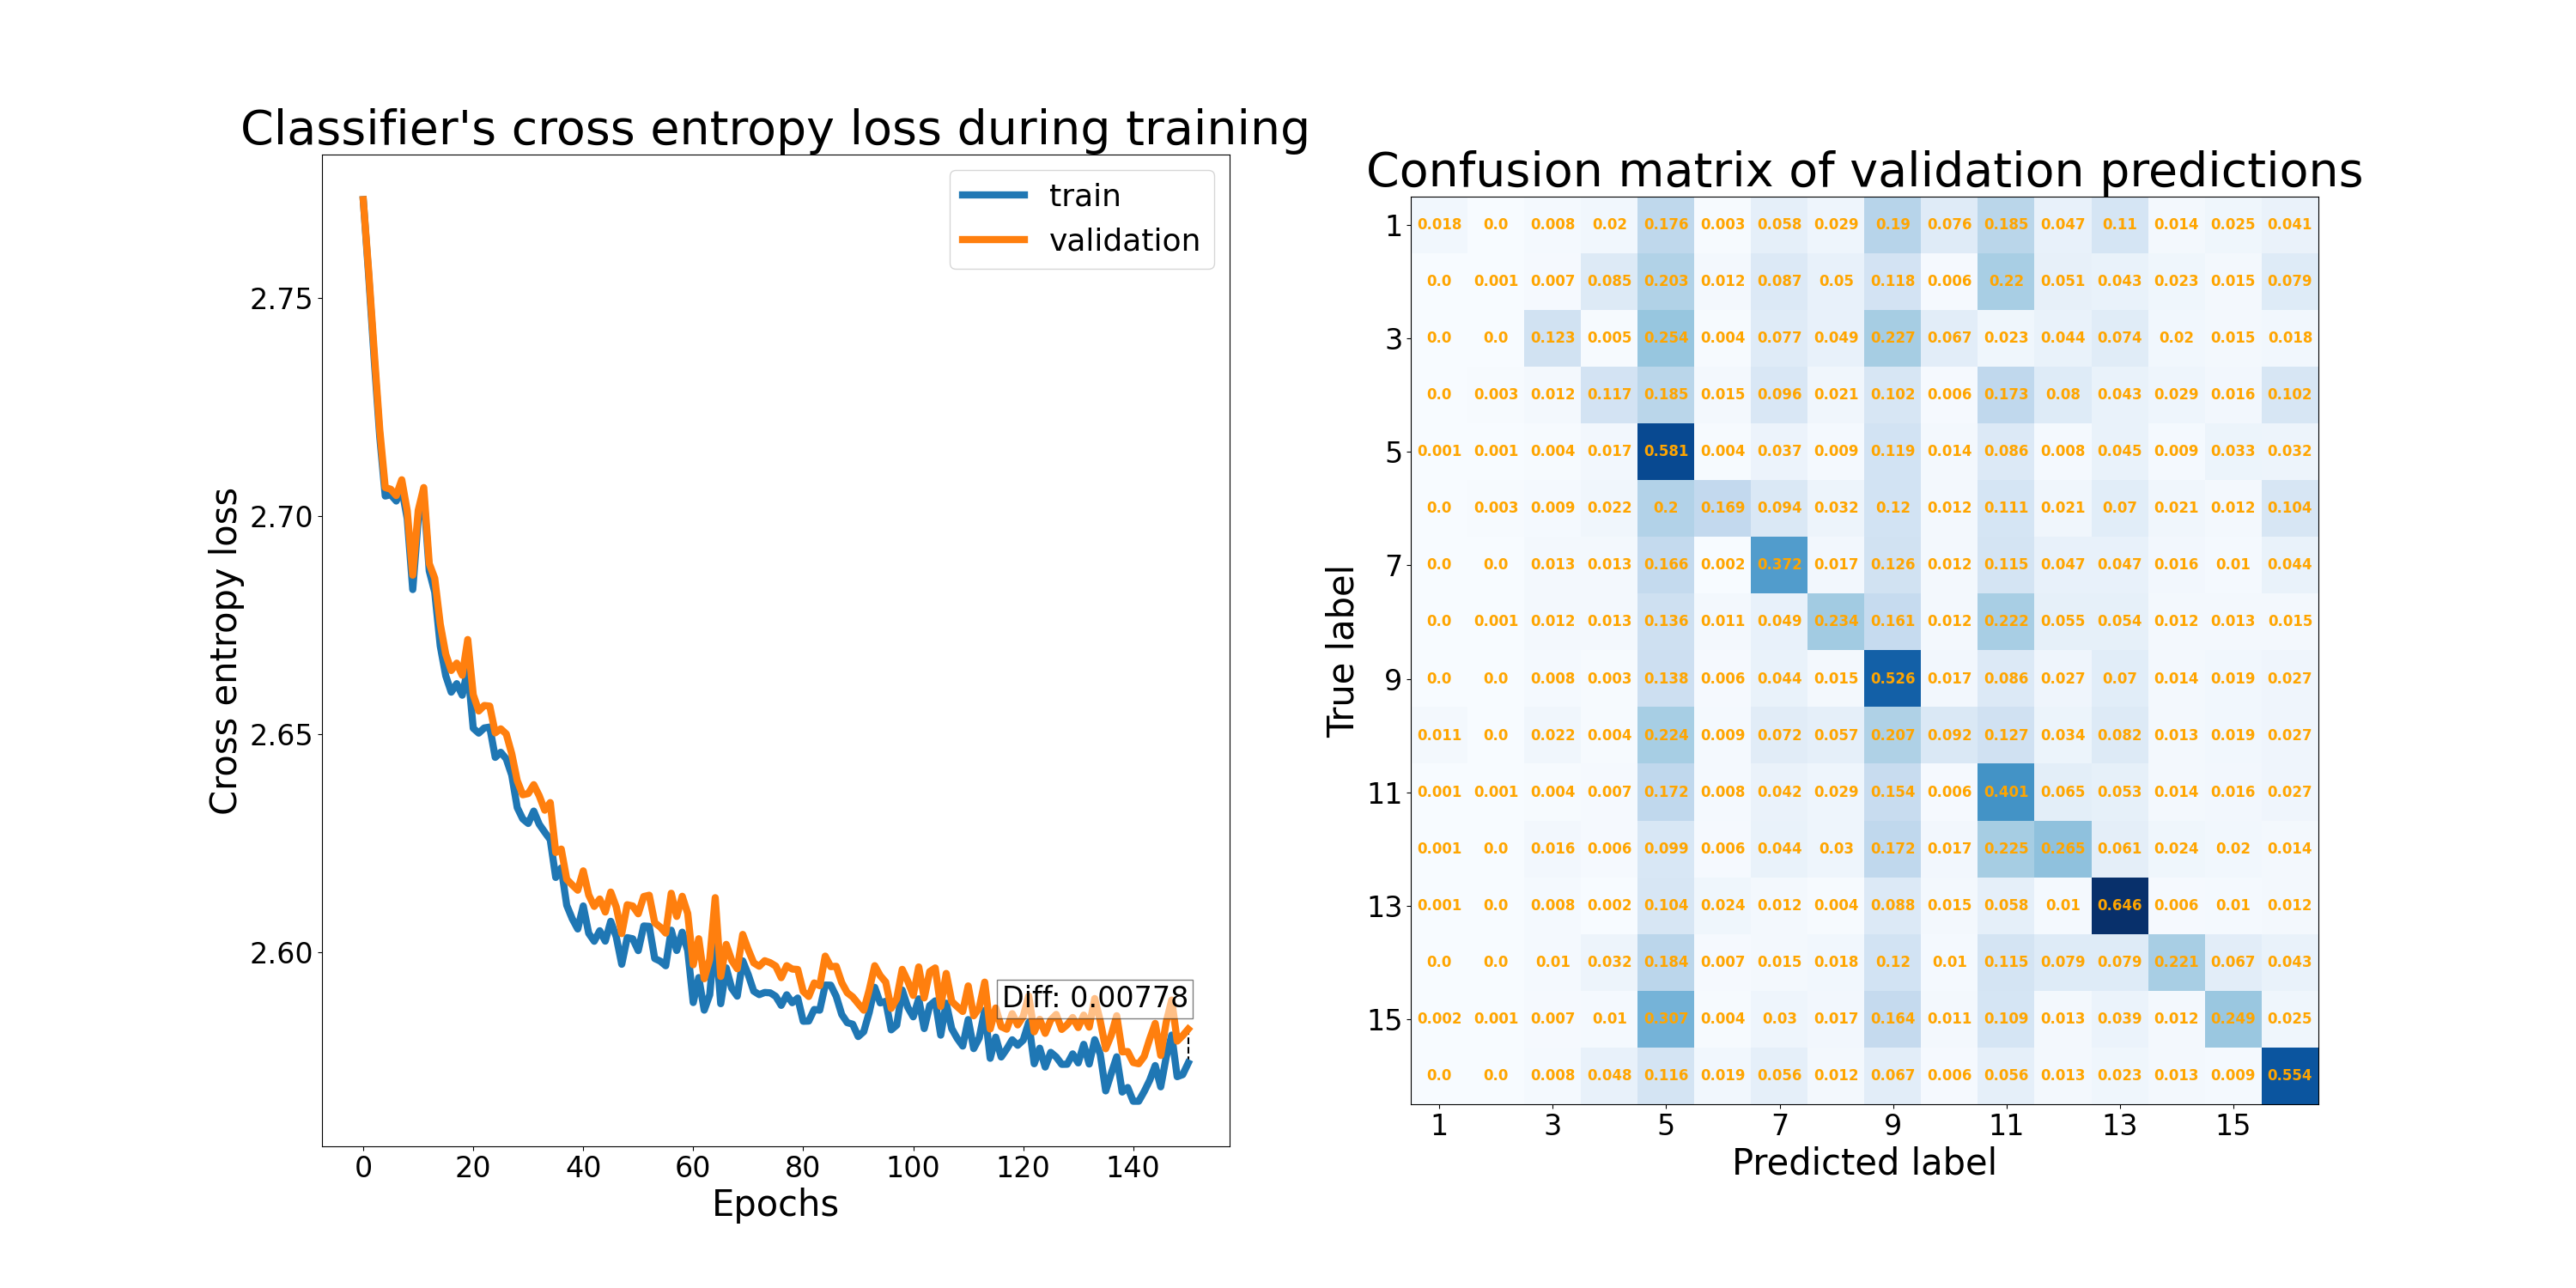 Classifier's cross entropy loss during training
train
validation
2.75
2.70
2.65
2.60
Cross entropy loss
Diff: 0.00778
0 20 40 60 80 100 120 140
Epochs
Confusion matrix of validation predictions
1 0.018 0.0 0.008 0.02 0.176 0.003 0.058 0.029 0.19 0.076 0.185 0.047 0.11 0.014 0.025 0.041
0.0 0.001 0.007 0.085 0.203 0.012 0.087 0.05 0.118 0.006 0.22 0.051 0.043 0.023 0.015 0.079
3 0.0 0.0 0.123 0.005 0.254 0.004 0.077 0.049 0.227 0.067 0.023 0.044 0.074 0.02 0.015 0.018
0.0 0.003 0.012 0.117 0.185 0.015 0.096 0.021 0.102 0.006 0.173 0.08 0.043 0.029 0.016 0.102
5 0.001 0.001 0.004 0.017 0.581 0.004 0.037 0.009 0.119 0.014 0.086 0.008 0.045 0.009 0.033 0.032
0.0 0.003 0.009 0.022 0.2 0.169 0.094 0.032 0.12 0.012 0.111 0.021 0.07 0.021 0.012 0.104
7 0.0 0.0 0.013 0.013 0.166 0.002 0.372 0.017 0.126 0.012 0.115 0.047 0.047 0.016 0.01 0.044
0.0 0.001 0.012 0.013 0.136 0.011 0.049 0.234 0.161 0.012 0.222 0.055 0.054 0.012 0.013 0.015
9 0.0 0.0 0.008 0.003 0.138 0.006 0.044 0.015 0.526 0.017 0.086 0.027 0.07 0.014 0.019 0.027
0.011 0.0 0.022 0.004 0.224 0.009 0.072 0.057 0.207 0.092 0.127 0.034 0.082 0.013 0.019 0.027
11 0.001 0.001 0.004 0.007 0.172 0.008 0.042 0.029 0.154 0.006 0.401 0.065 0.053 0.014 0.016 0.027
0.001 0.0 0.016 0.006 0.099 0.006 0.044 0.03 0.172 0.017 0.225 0.265 0.061 0.024 0.02 0.014
13 0.001 0.0 0.008 0.002 0.104 0.024 0.012 0.004 0.088 0.015 0.058 0.01 0.646 0.006 0.01 0.012
0.0 0.0 0.01 0.032 0.184 0.007 0.015 0.018 0.12 0.01 0.115 0.079 0.079 0.221 0.067 0.043
15 0.002 0.001 0.007 0.01 0.307 0.004 0.03 0.017 0.164 0.011 0.109 0.013 0.039 0.012 0.249 0.025
0.0 0.0 0.008 0.048 0.116 0.019 0.056 0.012 0.067 0.006 0.056 0.013 0.023 0.013 0.009 0.554
True label
1 3 5 7 9 11 13 15
Predicted label